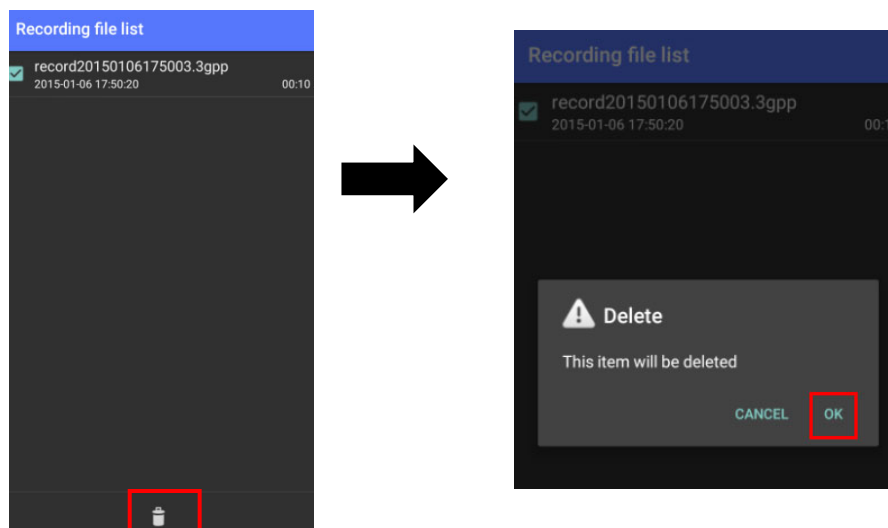 Recording file list
record20150106175003.3gpp
2015-01-06 17:50:20 00:10
Recording file list
record20150106175003.3gpp
2015-01-06 17:50:20
Delete
This item will be deleted
CANCEL OK